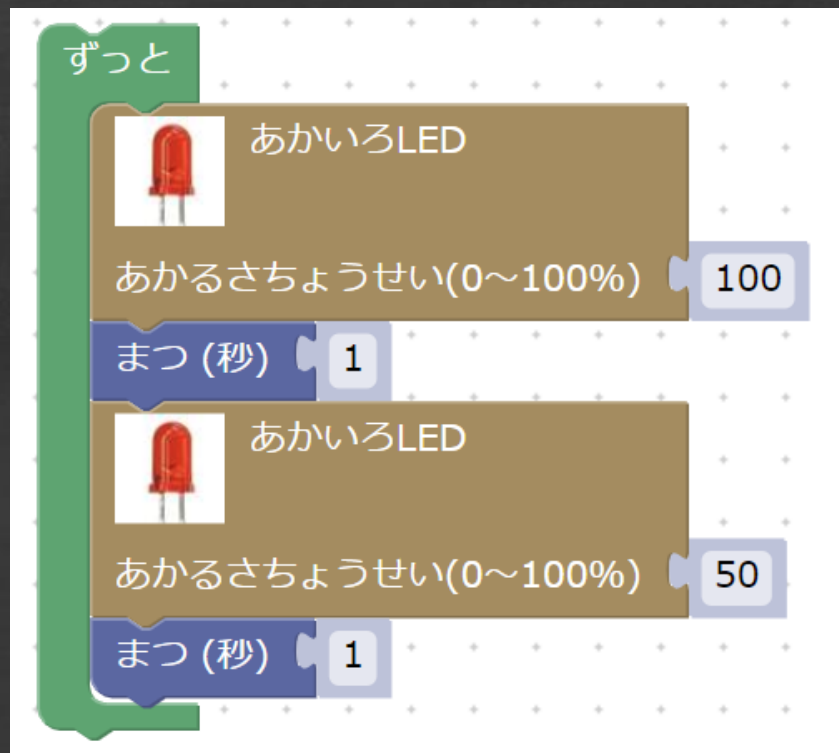 ずっと
あかいろLED
あかるさちょうせい(0～100%) 100
まつ (秒) 1
あかいろLED
あかるさちょうせい(0～100%) 50
まつ (秒) 1